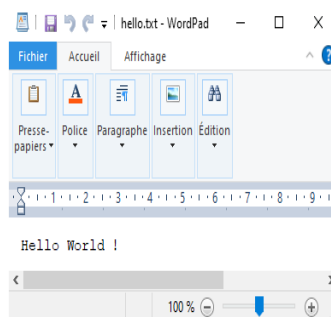 hello.txt - WordPad
Fichier Accueil Affichage
Presse-papiers Police Paragraphe Insertion Édition
1 2 3 4 5 6 7 8 9
Hello World !
100 %